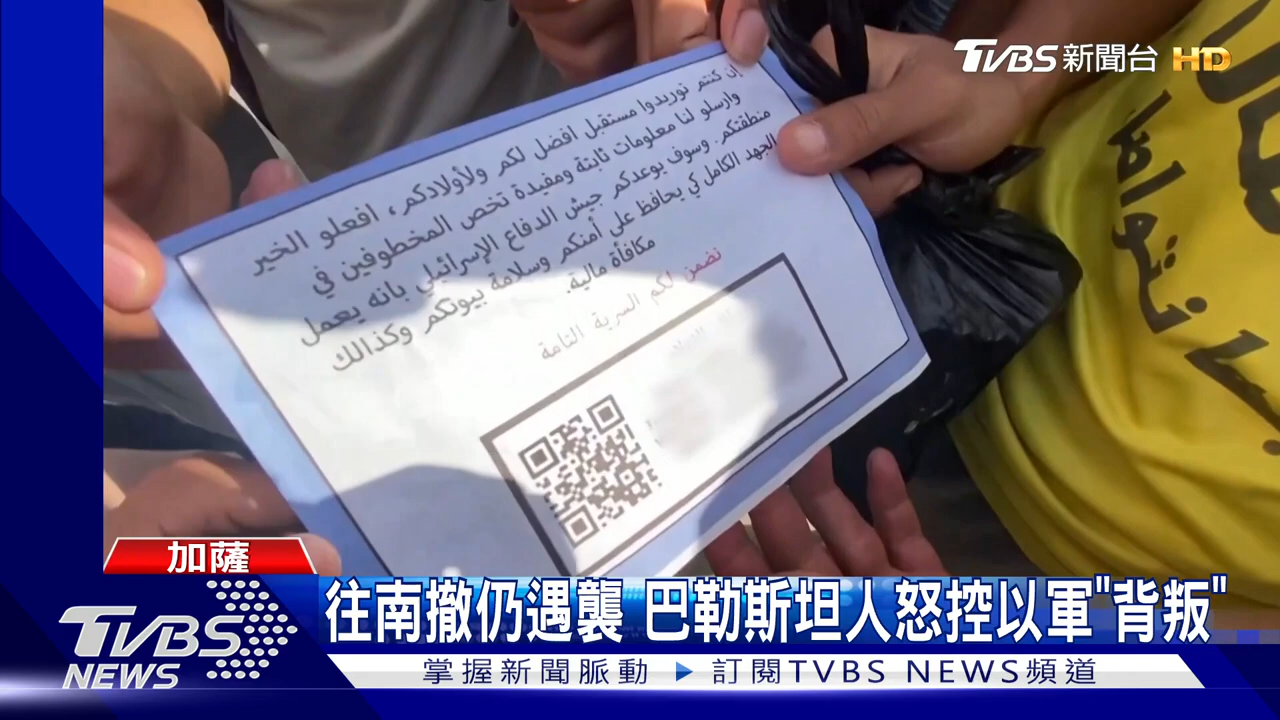 TVBS新聞台 HD
إن كنتم توريدوا مستقبل افضل لكم ولأولادكم، افعلو الخير
وارسلو لنا معلومات ثابتة ومفيدة تخص المخطوفين في
منطقتكم. وسوف يوعدكم جيش الدفاع الإسرائيلي بانه يعمل
الجهد الكامل كي يحافظ على أمنكم وسلامة بيوتكم وكذالك
مكافأة مالية.
نضمن لكم السرية التامة
加薩
往南撤仍遇襲 巴勒斯坦人怒控以軍"背叛"
TVBS NEWS
掌握新聞脈動 ▶ 訂閱TVBS NEWS頻道